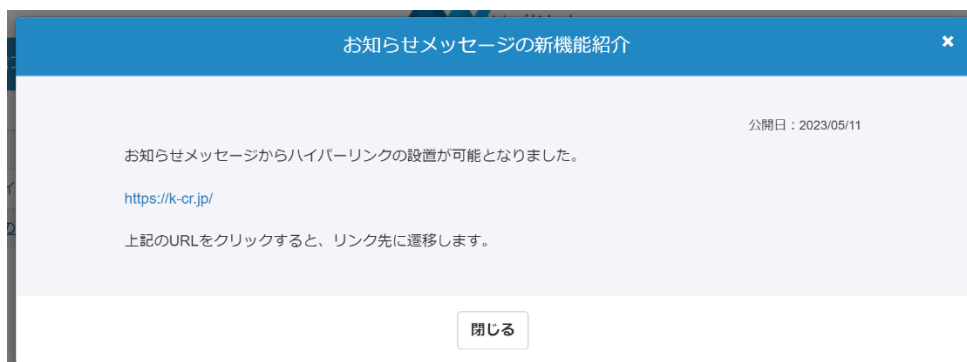 お知らせメッセージの新機能紹介
×
公開日：2023/05/11
お知らせメッセージからハイパーリンクの設置が可能となりました。
https://k-cr.jp/
上記のURLをクリックすると、リンク先に遷移します。
閉じる